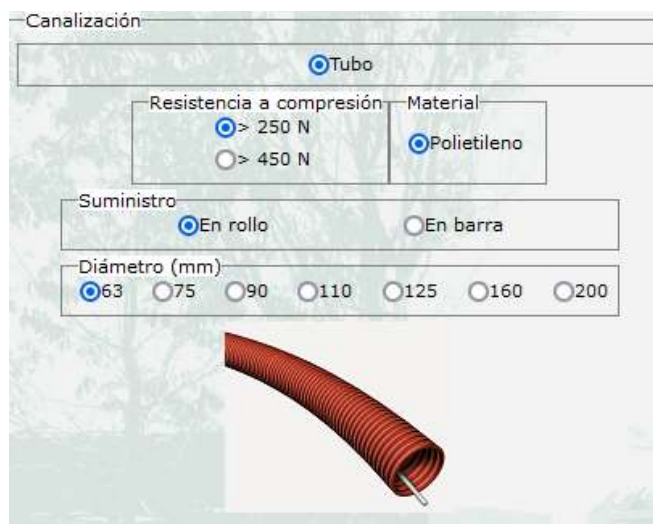 Canalización
Tubo
Resistencia a compresión Material
> 250 N
Polietileno
> 450 N
Suministro
En rollo En barra
Diámetro (mm)
63 75 90 110 125 160 200